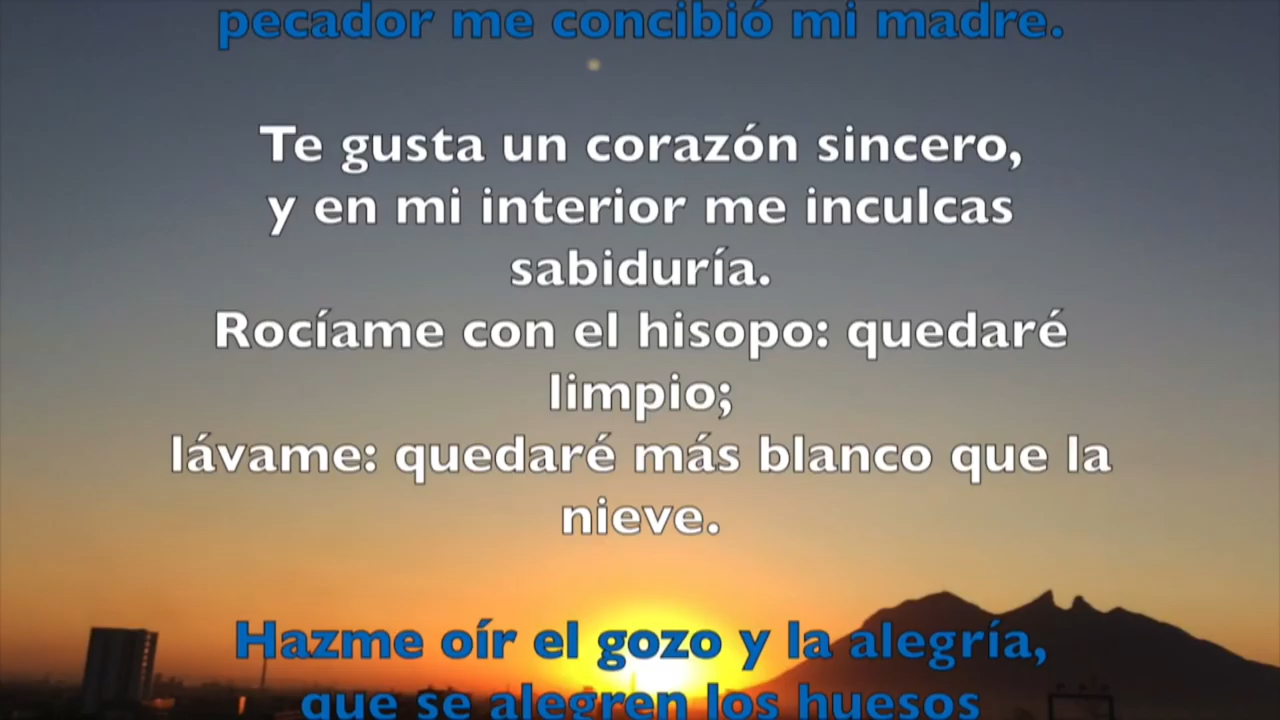 pecador me concibió mi madre.
Te gusta un corazón sincero,
y en mi interior me inculcas
sabiduría.
Rocíame con el hisopo: quedaré
limpio;
lávame: quedaré más blanco que la
nieve.
Hazme oír el gozo y la alegría,
que se alegren los huesos